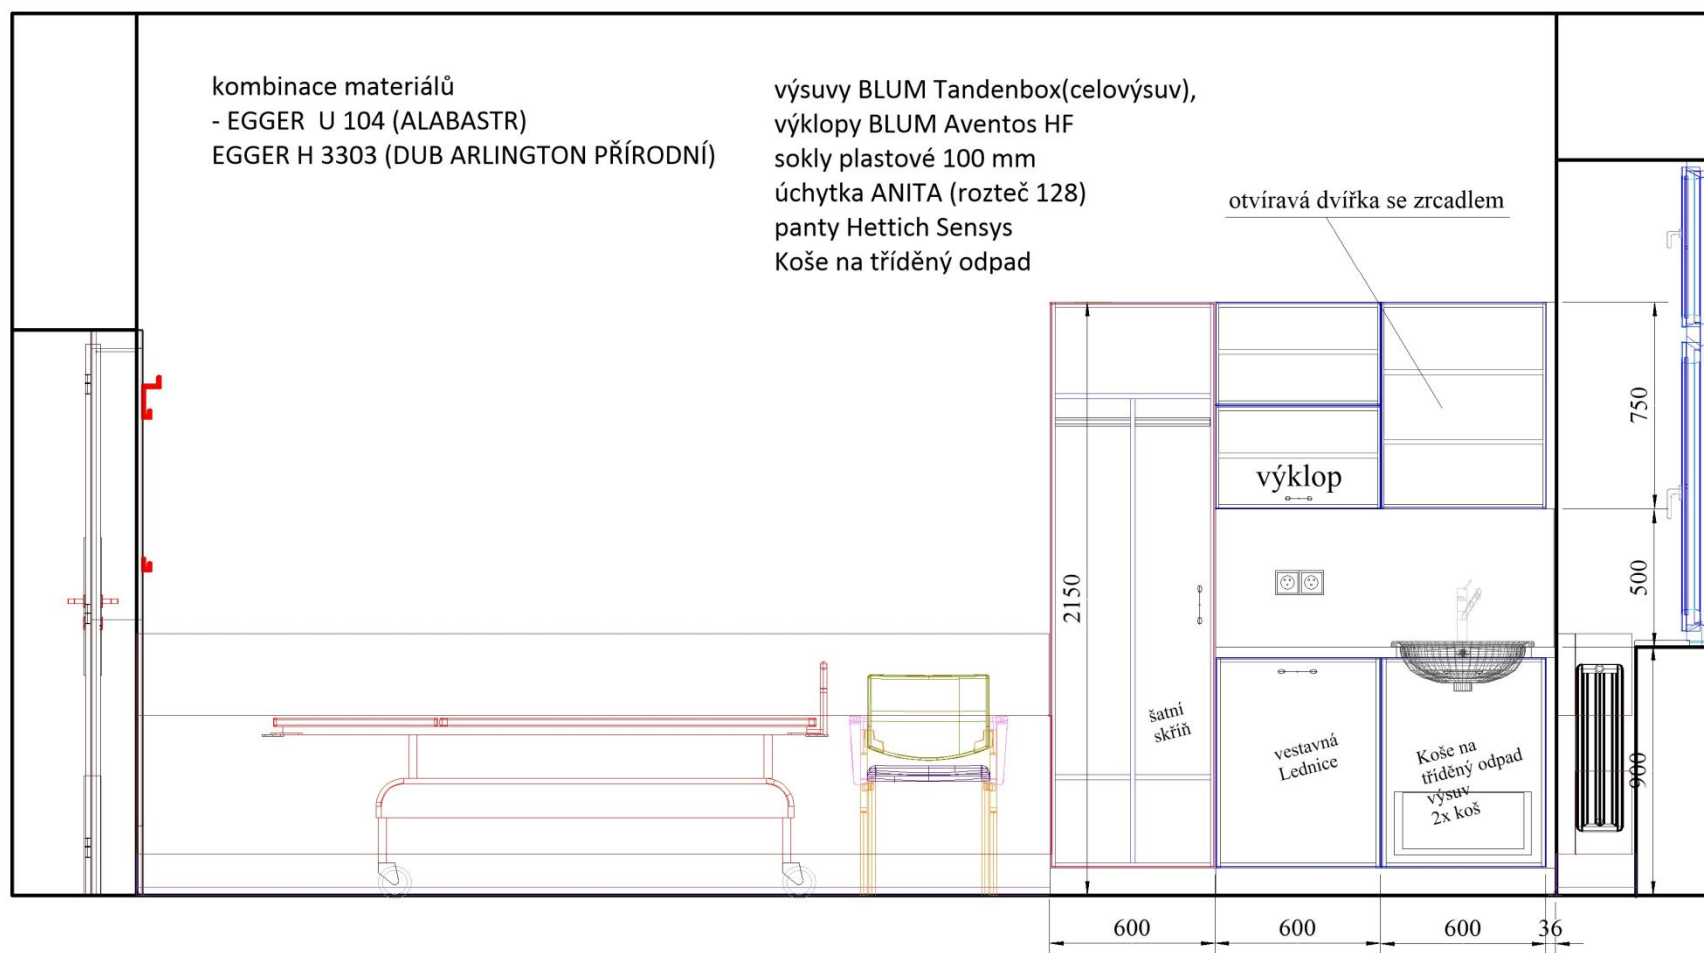 kombinace materiálů
- EGGER U 104 (ALABASTR)
EGGER H 3303 (DUB ARLINGTON PŘÍRODNÍ)
výsuvy BLUM Tandenbox(celovýsuv),
výklopy BLUM Aventos HF
sokly plastové 100 mm
úchytka ANITA (rozteč 128)
panty Hettich Sensys
Koše na tříděný odpad
otvíravá dvířka se zrcadlem
750
výklop
500
2150
šatní
skříň
vestavná
Lednice
Koše na
tříděný odpad
výsuv
2x koš
900
600
600
600
36